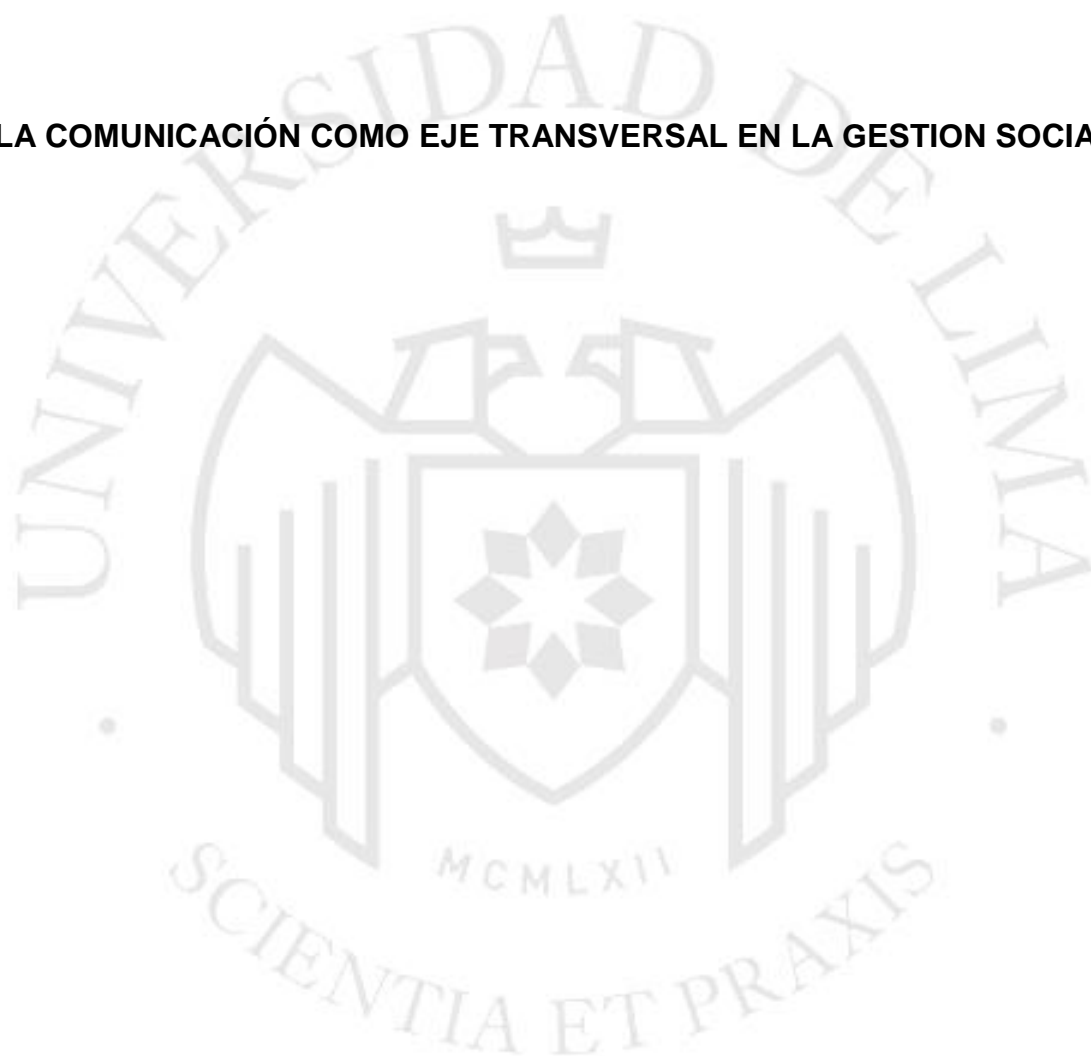 LA COMUNICACIÓN COMO EJE TRANSVERSAL EN LA GESTION SOCIA
UNIVERSIDAD DE LIMA
MCMLXII
SCIENTIA ET PRAXIS